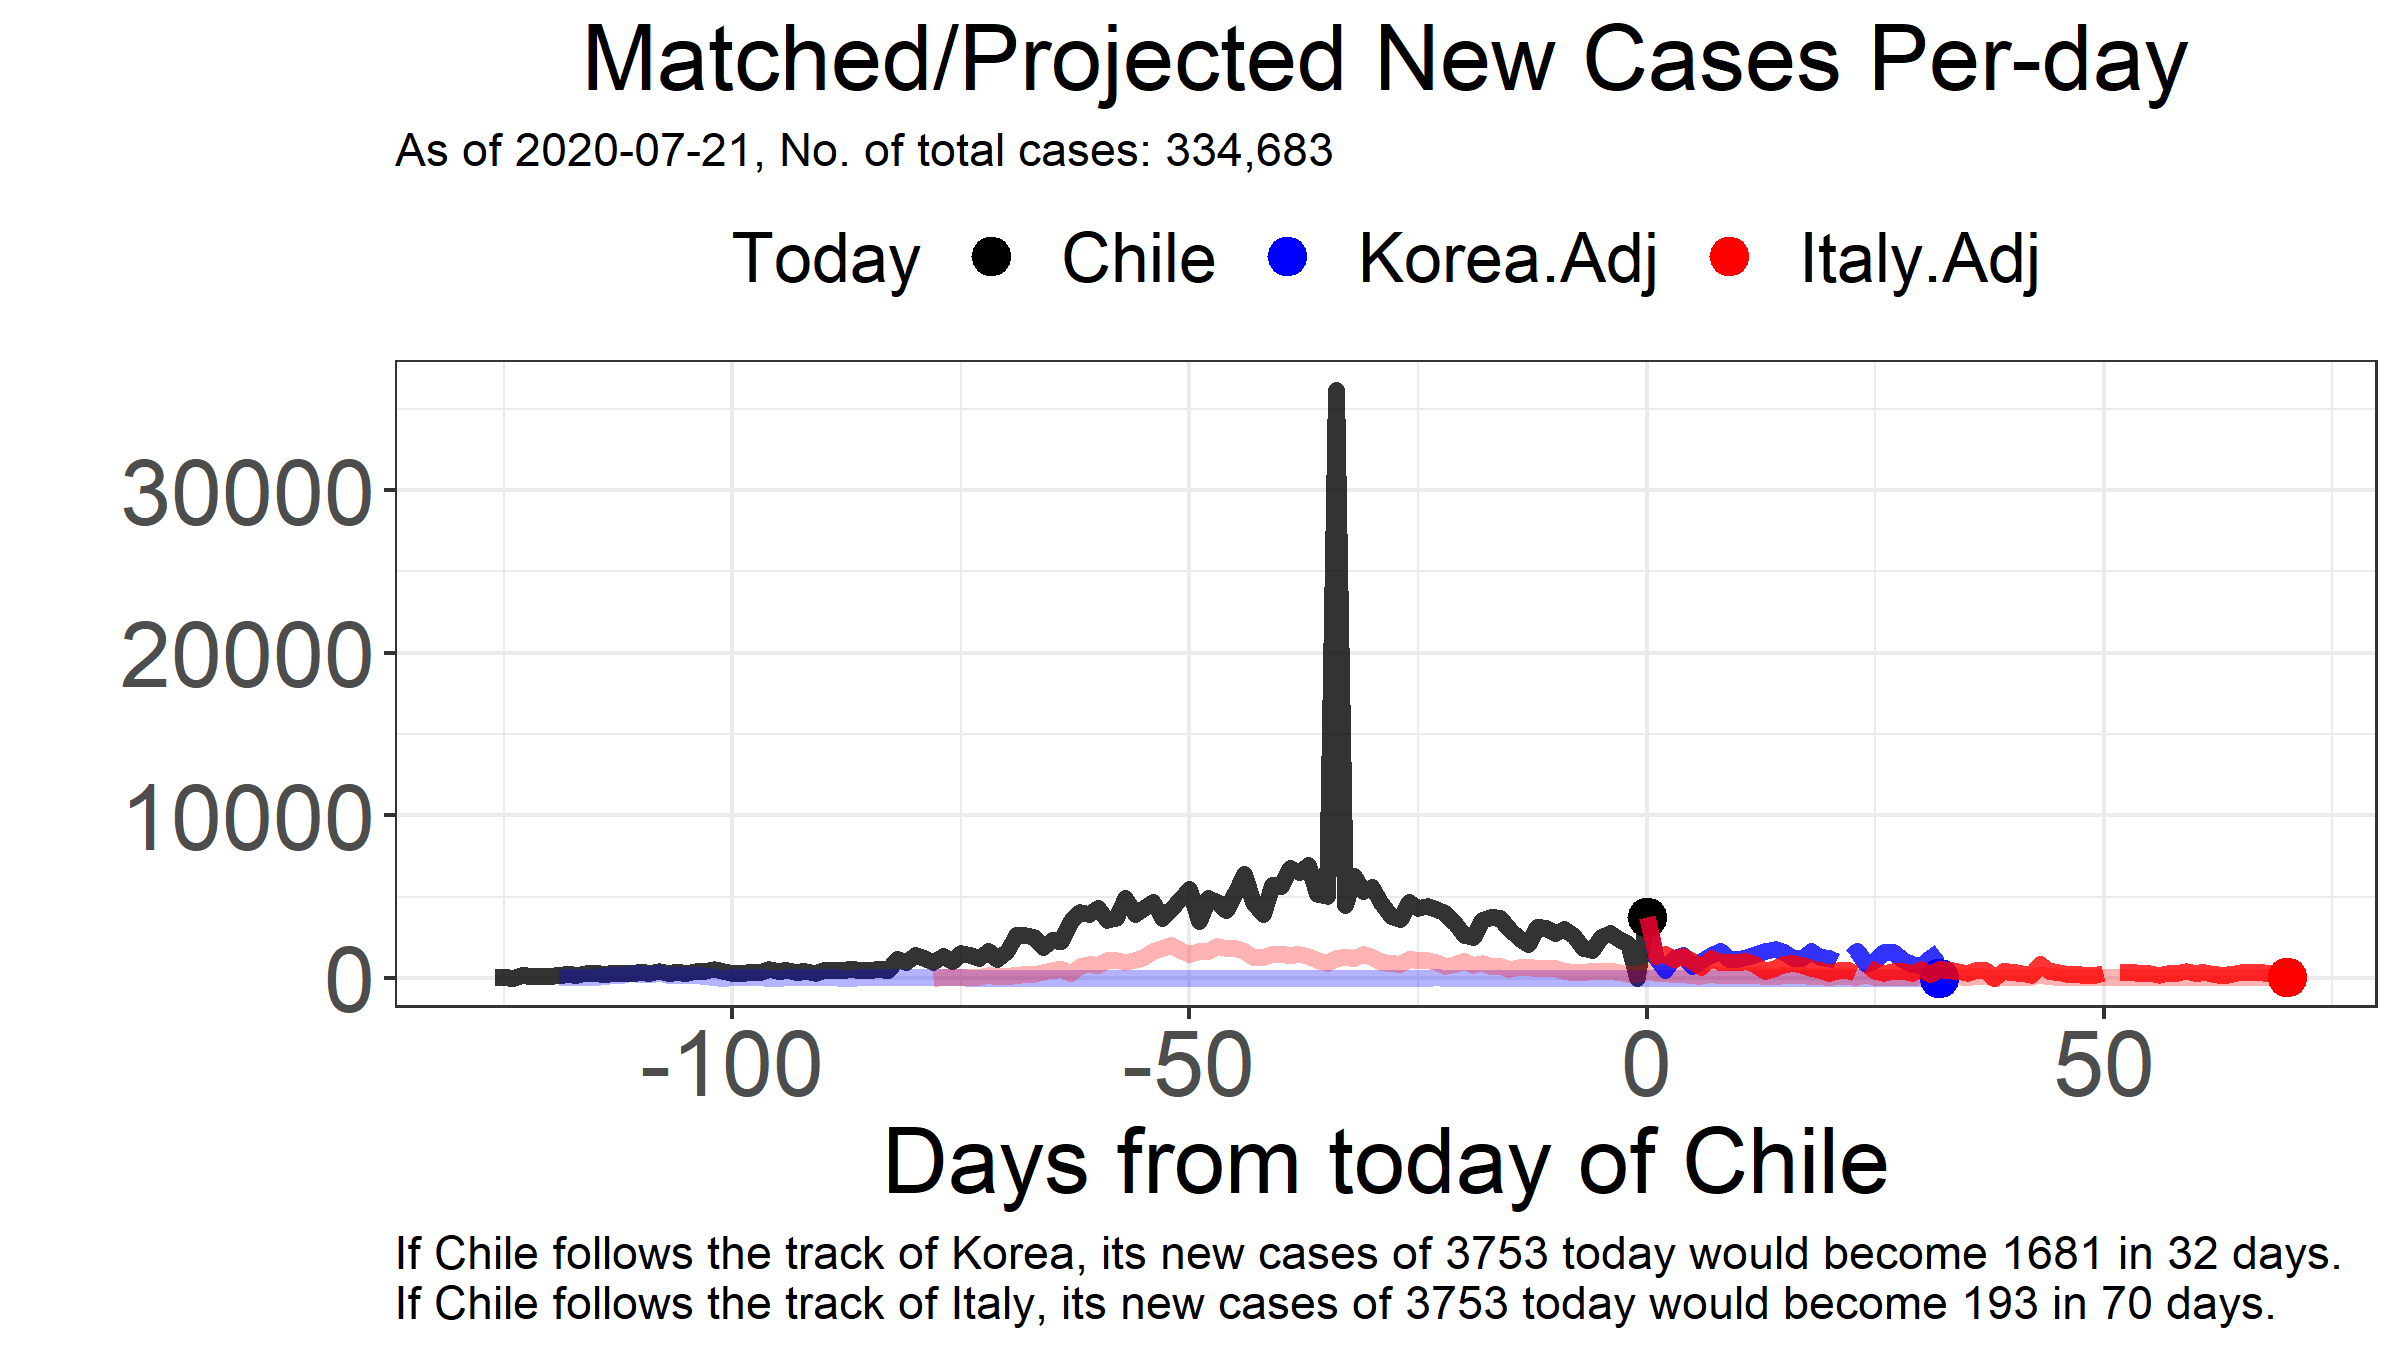 Matched/Projected New Cases Per-day
As of 2020-07-21, No. of total cases: 334,683
Today Chile Korea.Adj Italy.Adj
30000
20000
10000
0
-100 -50 0 50
Days from today of Chile
If Chile follows the track of Korea, its new cases of 3753 today would become 1681 in 32 days.
If Chile follows the track of Italy, its new cases of 3753 today would become 193 in 70 days.